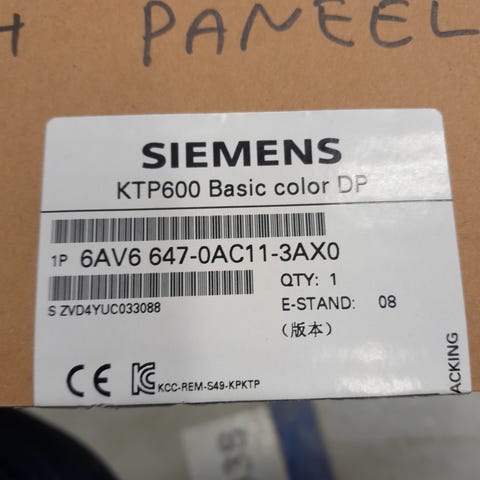 H PANEEL
SIEMENS
KTP600 Basic color DP
1P 6AV6 647-0AC11-3AX0
QTY: 1
S ZVD4YUC033088
E-STAND: 08
(版本)
CE
KCC-REM-S49-KPKTP
ACKING